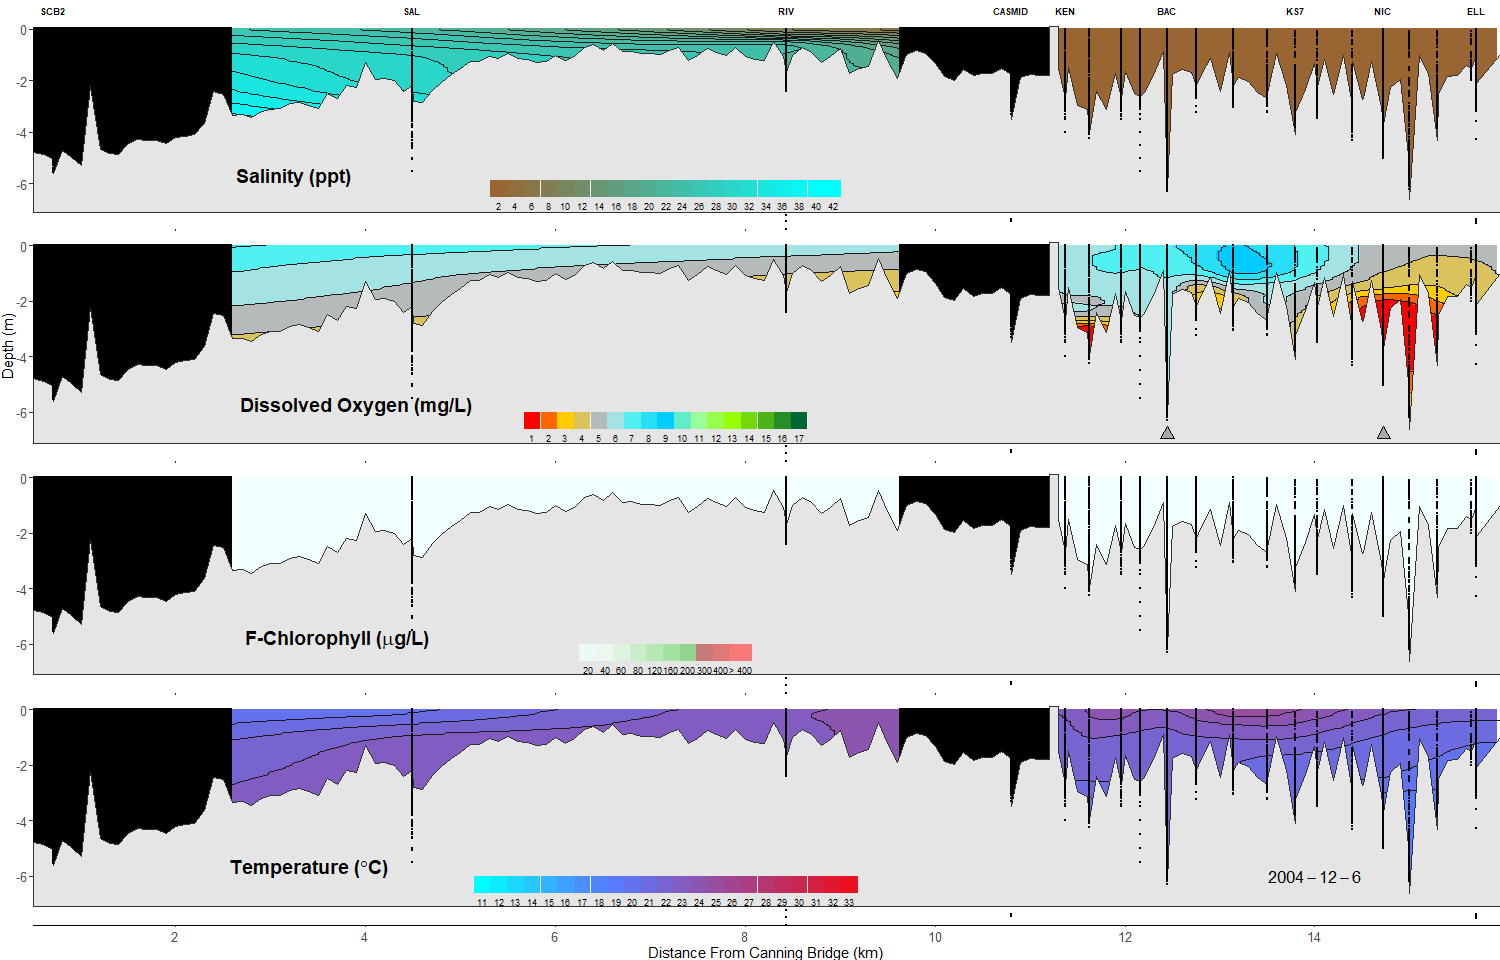 SCB2 SAL RIV CASMID KEN BAC KS7 NIC ELL
0
-2
-4
-6
Salinity (ppt)
2 4 6 8 10 12 14 16 18 20 22 24 26 28 30 32 34 36 38 40 42
0
-2
-4
-6
Dissolved Oxygen (mg/L)
1 2 3 4 5 6 7 8 9 10 11 12 13 14 15 16 17
Depth (m)
0
-2
-4
-6
F-Chlorophyll (µg/L)
20 40 60 80 120 160 200 300 400 > 400
0
-2
-4
-6
Temperature (°C)
11 12 13 14 15 16 17 18 19 20 21 22 23 24 25 26 27 28 29 30 31 32 33
2004 – 12 – 6
2 4 6 8 10 12 14
Distance From Canning Bridge (km)